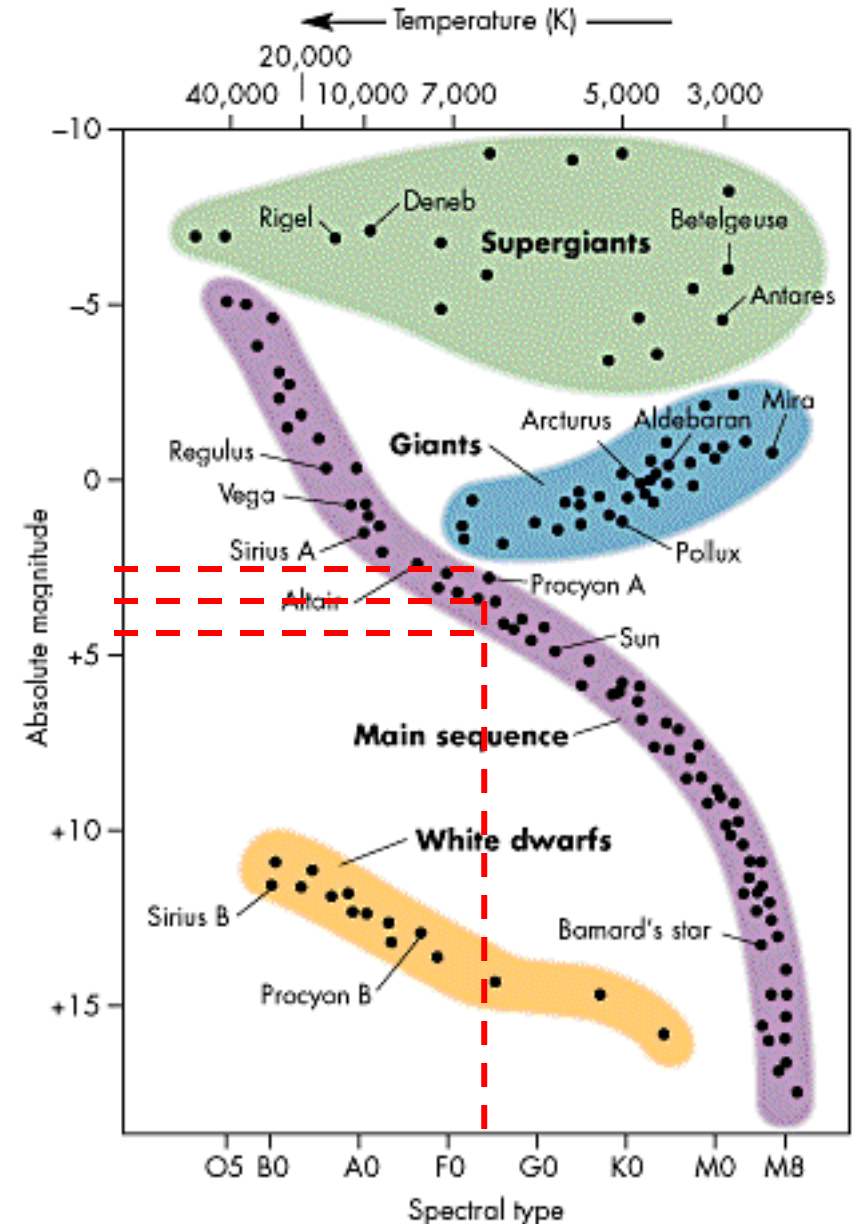 Temperature (K)
20,000
40,000 10,000 7,000 5,000 3,000
−10
Deneb
Rigel
Betelgeuse
Supergiants
−5
Antares
Mira
Arcturus Aldebaran
Giants
Regulus
0
Vega
Sirius A
Pollux
Procyon A
Altair
Sun
+5
Absolute magnitude
Main sequence
+10
White dwarfs
Sirius B
Barnard's star
Procyon B
+15
O5 B0 A0 F0 G0 K0 M0 M8
Spectral type